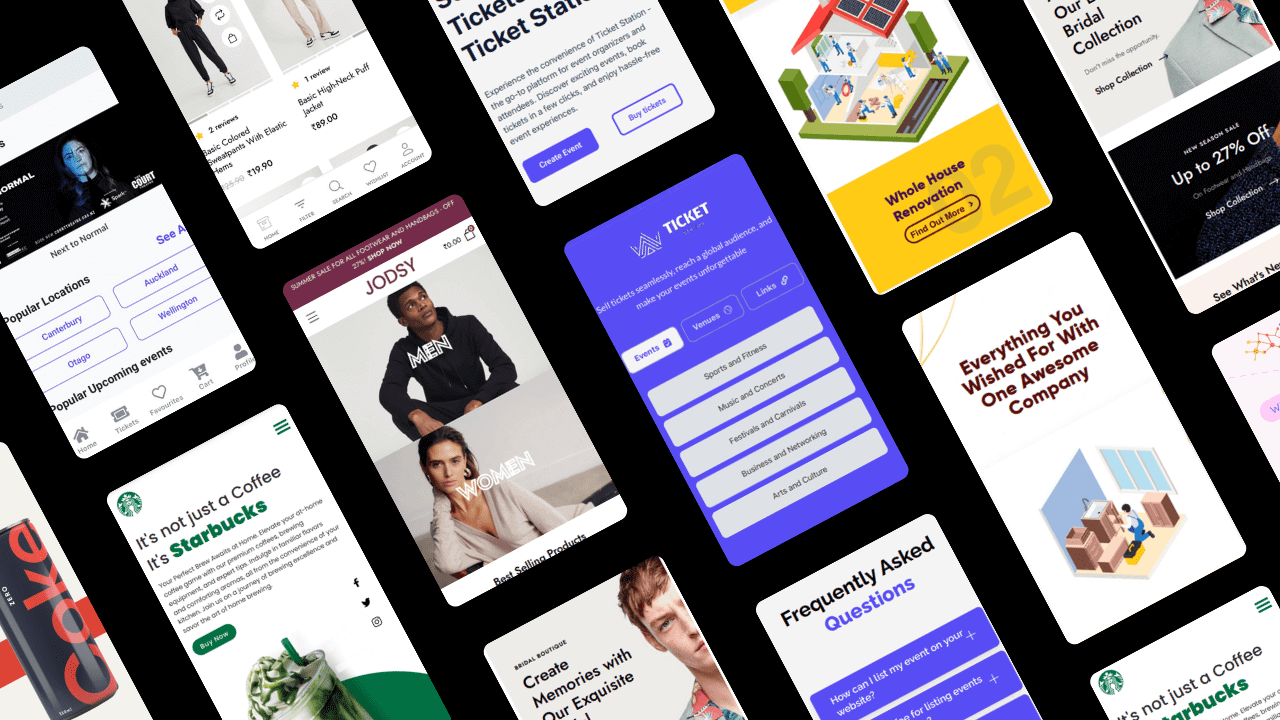 NORMAL
COURT
Next to Normal
See A
Popular Locations
Canterbury
Auckland
Otago
Wellington
Popular Upcoming events
Home
Tickets
Favourites
Cart
Profile
2 reviews
Basic Colored
Sweatpants With Elastic
Hems
₹19.90
1 review
Basic High-Neck Puff
Jacket
₹89.00
HOME
FILTER
SEARCH
WISHLIST
ACCOUNT
Tickets
Ticket Station
Experience the convenience of Ticket Station -
the go-to platform for event organizers and
attendees. Discover exciting events, book
tickets in a few clicks, and enjoy hassle-free
event experiences.
Create Event
Buy tickets
02
Whole House
Renovation
Find Out More
Our E
Bridal
Collection
Don't miss the opportunity.
Shop Collection
NEW SEASON SALE
Up to 27% Off
On Footwear and Handbags
Shop Collection
See What's Ne
ZERO
Coke
It's not just a Coffee
It's Starbucks
Your Perfect Brew Awaits at Home. Elevate your at-home
coffee game with our premium coffees, brewing
equipment, and expert tips. Indulge in familiar flavors
and comforting aromas, all from the convenience of your
kitchen. Join us on a journey of brewing excellence and
savor the art of home brewing.
Buy Now
SUMMER SALE FOR ALL FOOTWEAR AND HANDBAGS - OFF
27%! SHOP NOW
JODSY
₹0.00
0
MEN
WOMEN
Best Selling Products
TICKET
Sell tickets seamlessly, reach a global audience, and
make your events unforgettable
Events
Venues
Links
Sports and Fitness
Music and Concerts
Festivals and Carnivals
Business and Networking
Arts and Culture
Everything You
Wished For With
One Awesome
Company
W
BRIDAL BOUTIQUE
Create
Memories with
Our Exquisite
Frequently Asked
Questions
How can I list my event on your
website?
for listing events
It's not just a Coffee
Starbucks